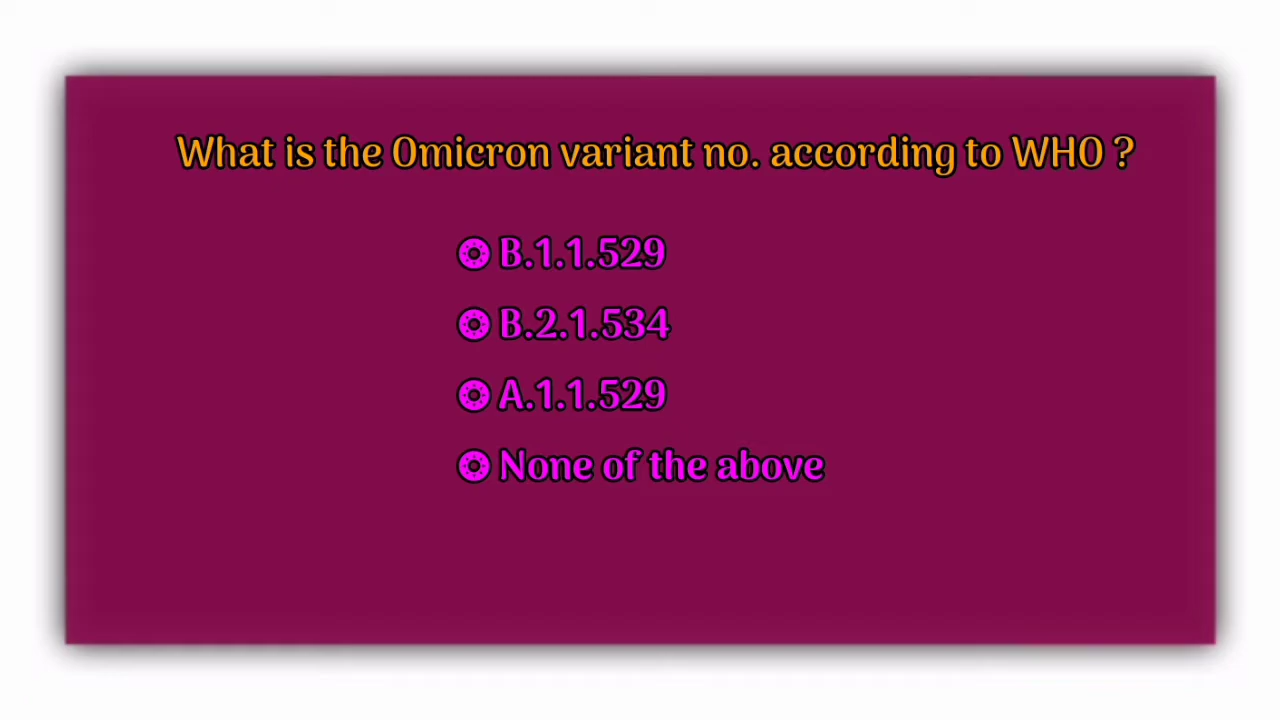 What is the Omicron variant no. according to WHO ?
B.1.1.529
B.2.1.534
A.1.1.529
None of the above